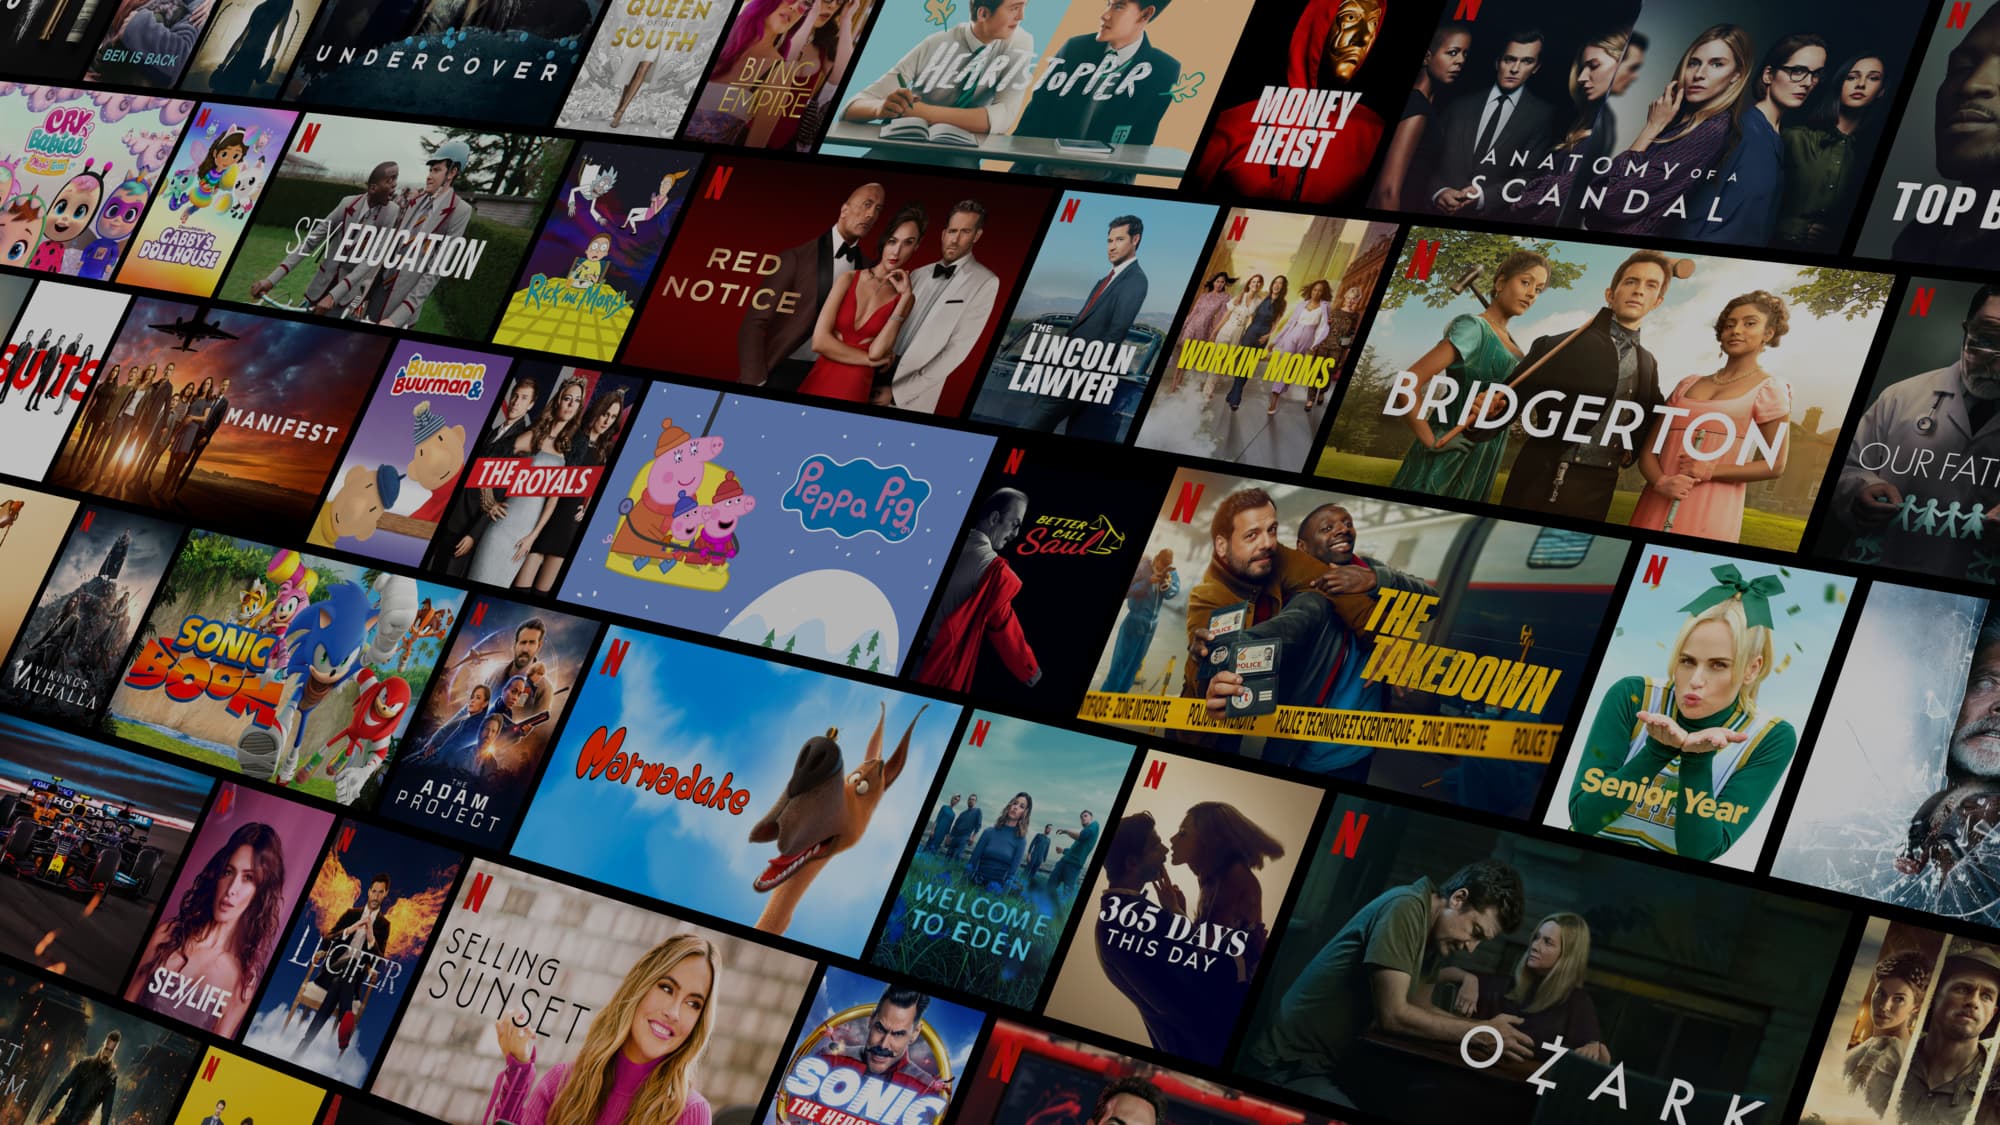 BEN IS BACK
UNDERCOVER
QUEEN
OF THE
SOUTH
BLING
EMPIRE
HEARTSTOPPER
N
MONEY
HEIST
N
ANATOMY OF A
SCANDAL
N
TOP B
CRY
Babies
N
GABBY'S
DOLLHOUSE
N
SEX EDUCATION
Rick and Morty
N
RED
NOTICE
N
THE
LINCOLN
LAWYER
N
WORKIN' MOMS
N
BRIDGERTON
N
OUR FAT
SUITS
MANIFEST
Buurman
& Buurman
THE ROYALS
Peppa Pig
N
BETTER
CALL
Saul
N
POLICE
POLICE
THE
TAKEDOWN
TIFIQUE - ZONE INTERDITE
POLICE TECHNIQUE ET SCIENTIFIQUE - ZONE INTERDITE
POLICE T
N
Senior Year
N
VIKINGS
VALHALLA
SONIC
BOOM
N
THE
ADAM
PROJECT
N
Marmaduke
N
WELCOME
TO EDEN
N
365 DAYS
THIS DAY
N
OZARK
HONDA
N
SEX/LIFE
N
LUCIFER
N
SELLING
SUNSET
SONIC
THE HEDG
N
N